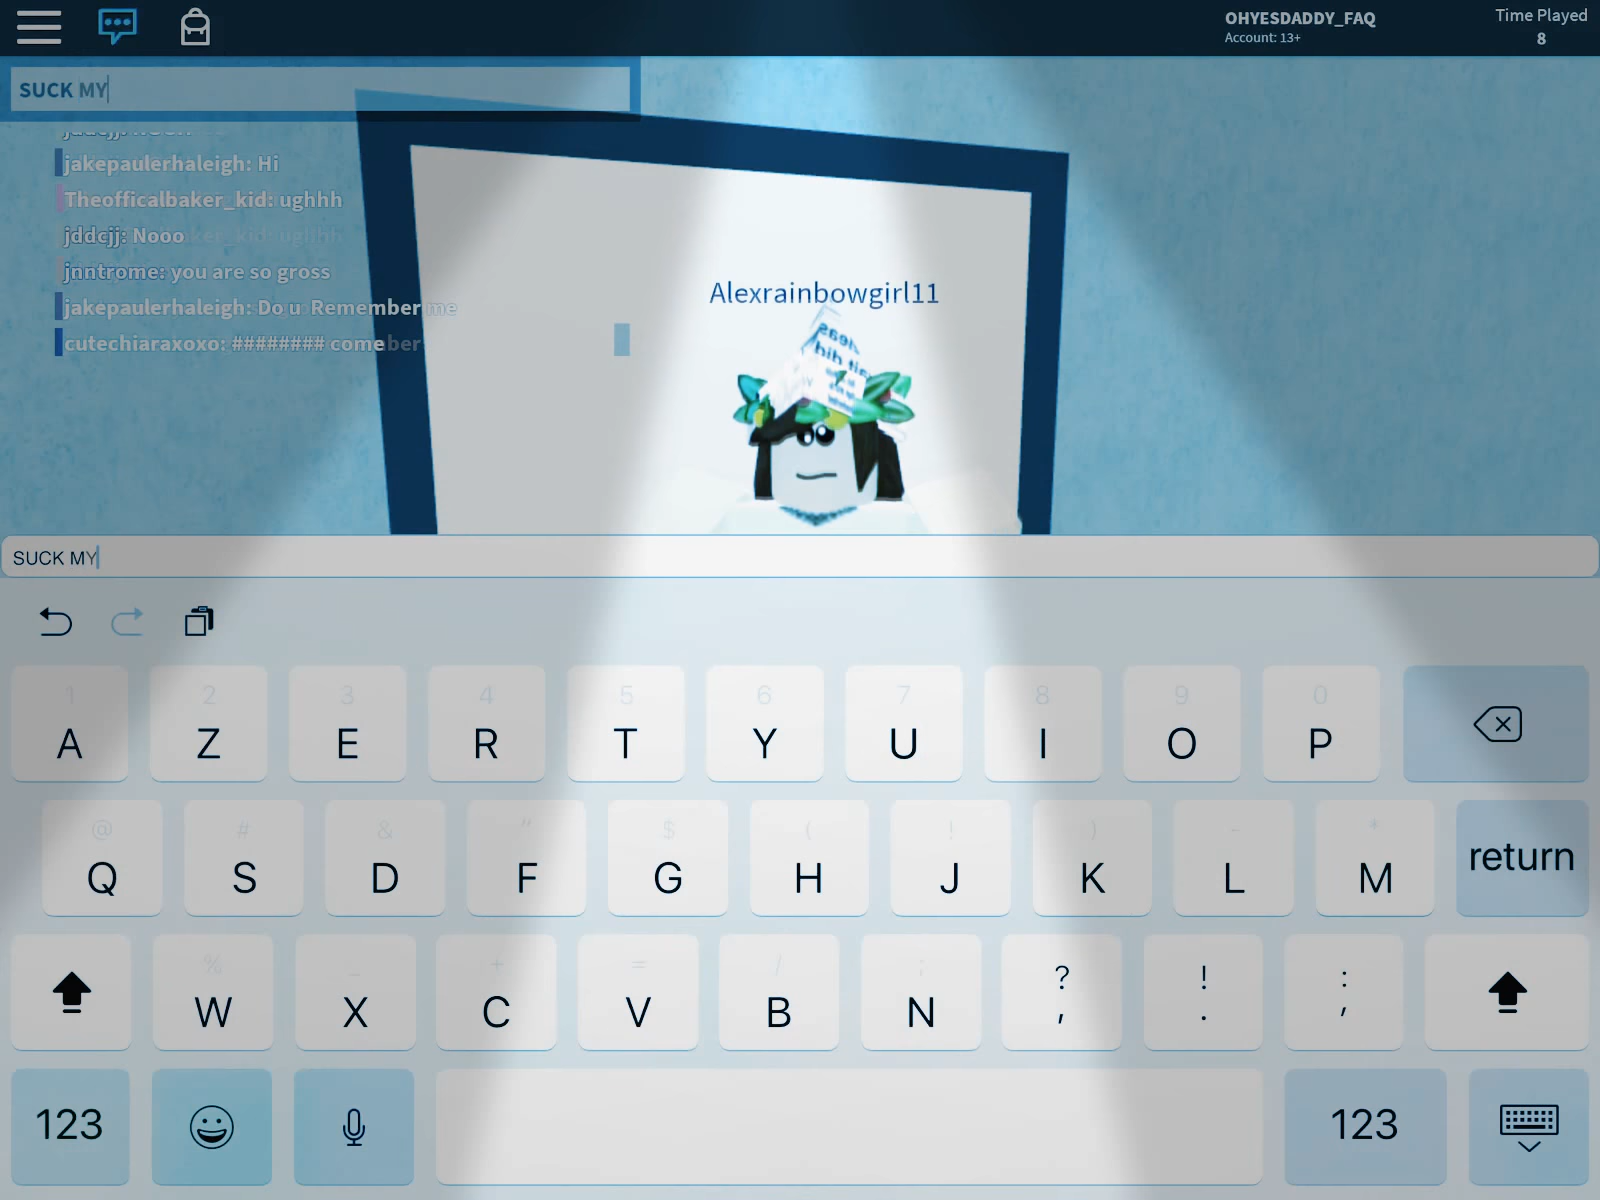 OHYESDADDY_FAQ
Account: 13+
Time Played
8
SUCK MY
jddcjj:
jakepaulerhaleigh: Hi
Theofficalbaker_kid: ughhh
jddcjj: Nooo
jnntrome: you are so gross
jakepaulerhaleigh: Do u Remember me
cutechiaraxoxo: ######## come
Alexrainbowgirl11
SUCK MY
1 2 3 4 5 6 7 8 9 0
A Z E R T Y U I O P
@ # & " $ ( ! ) - *
Q S D F G H J K L M return
% _ + = / ; ? ! :
W X C V B N , . ,
123 123